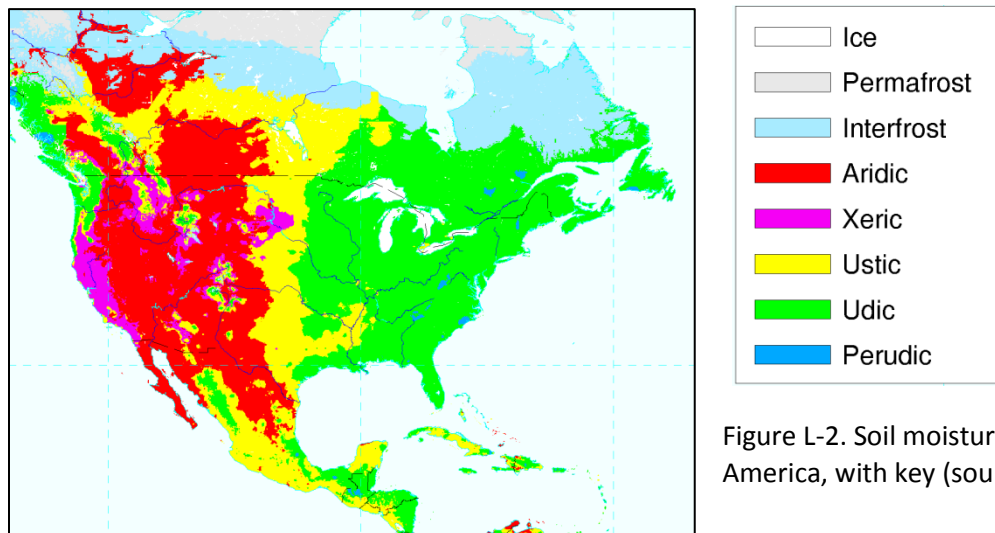 Ice
Permafrost
Interfrost
Aridic
Xeric
Ustic
Udic
Perudic
Figure L-2. Soil moistur
America, with key (sou